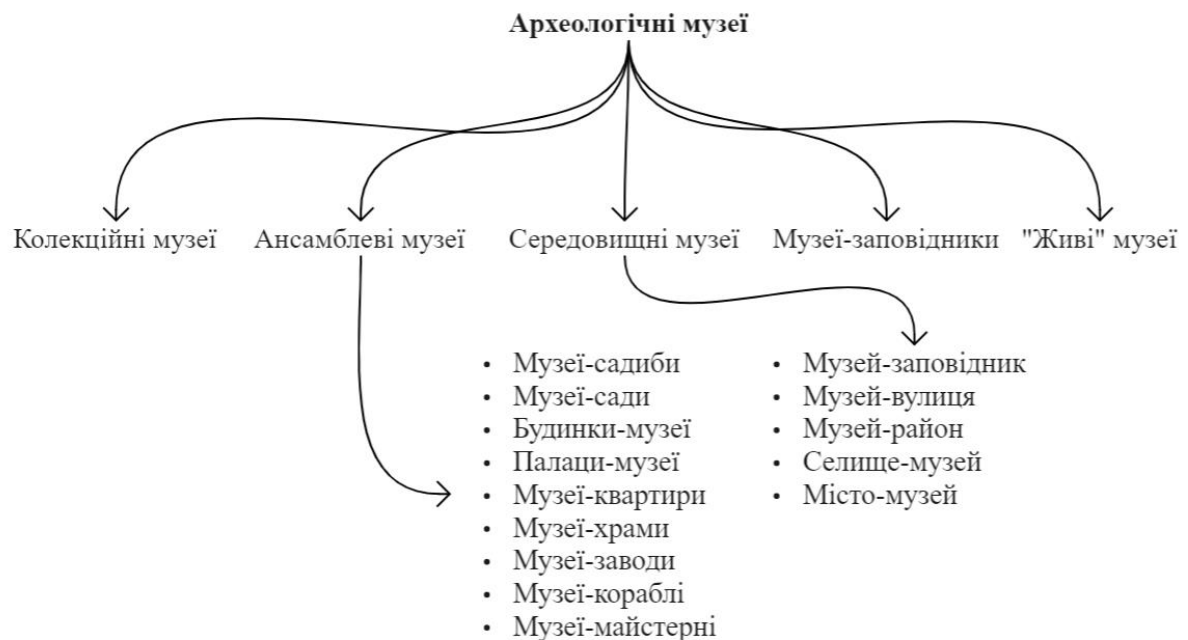 Археологічні музеї
Колекційні музеї
Ансамблеві музеї
Середовищні музеї
Музеї-заповідники
"Живі" музеї
• Музеї-садиби
• Музеї-сади
• Будинки-музеї
• Палаци-музеї
• Музеї-квартири
• Музеї-храми
• Музеї-заводи
• Музеї-кораблі
• Музеї-майстерні
• Музей-заповідник
• Музей-вулиця
• Музей-район
• Селище-музей
• Місто-музей